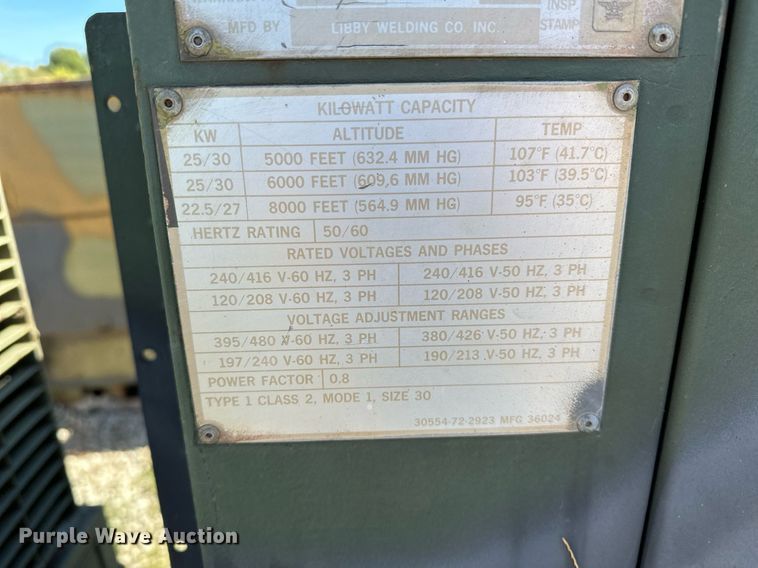 INSP
MFD BY LIBBY WELDING CO. INC. STAMP
KILOWATT CAPACITY
KW ALTITUDE TEMP
25/30 5000 FEET (632.4 MM HG) 107°F (41.7°C)
25/30 6000 FEET (609.6 MM HG) 103°F (39.5°C)
22.5/27 8000 FEET (564.9 MM HG) 95°F (35°C)
HERTZ RATING 50/60
RATED VOLTAGES AND PHASES
240/416 V-60 HZ, 3 PH 240/416 V-50 HZ, 3 PH
120/208 V-60 HZ, 3 PH 120/208 V-50 HZ, 3 PH
VOLTAGE ADJUSTMENT RANGES
395/480 V-60 HZ, 3 PH 380/426 V-50 HZ, 3 PH
197/240 V-60 HZ, 3 PH 190/213 V-50 HZ, 3 PH
POWER FACTOR 0.8
TYPE 1 CLASS 2, MODE 1, SIZE 30
30554-72-2923 MFG 36024
Purple Wave Auction®